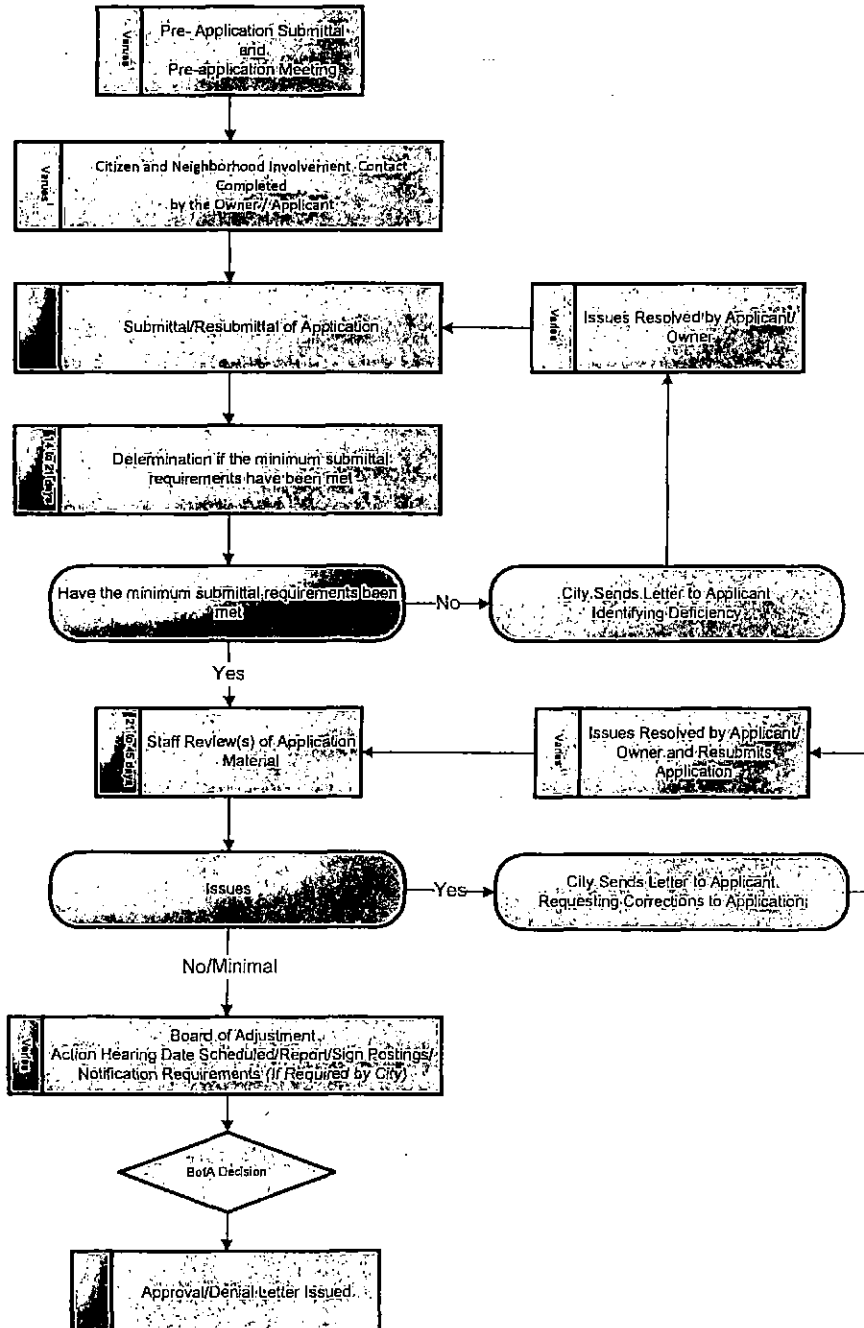 Pre- Application Submittal
and
Pre-application Meeting
Varies
Citizen and Neighborhood Involvement Contact
Completed
by the Owner / Applicant
Varies
Submittal/Resubmittal of Application
Issues Resolved by Applicant/
Owner
Varies
Determination if the minimum submittal
requirements have been met
14 to 21 days
Have the minimum submittal requirements been
met
No
City Sends Letter to Applicant
Identifying Deficiency
Yes
Staff Review(s) of Application
Material
21 to 45 days
Issues Resolved by Applicant/
Owner and Resubmits
Application
Varies
Issues
Yes
City Sends Letter to Applicant
Requesting Corrections to Application
No/Minimal
Board of Adjustment
Action Hearing Date Scheduled/Report/Sign Postings/
Notification Requirements (If Required by City)
Varies
BofA Decision
Approval/Denial Letter Issued